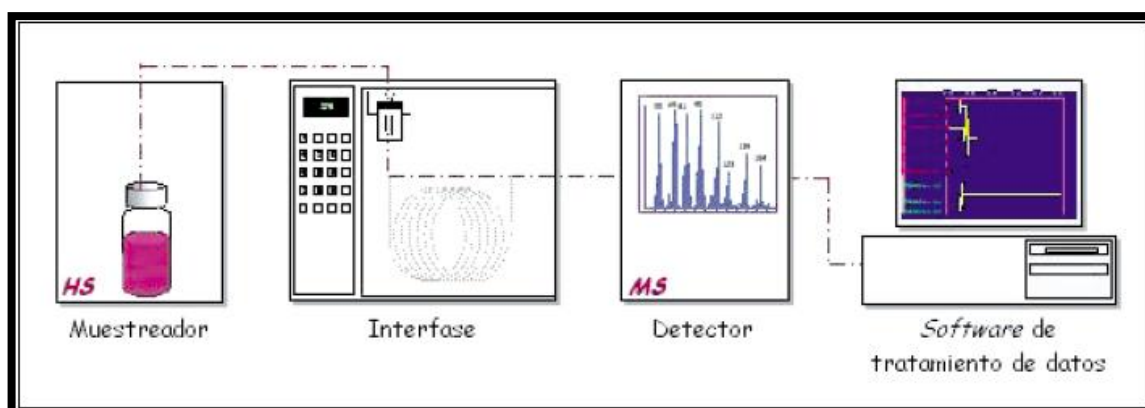 HS
Muestreador
Interfase
MS
Detector
Software de
tratamiento de datos